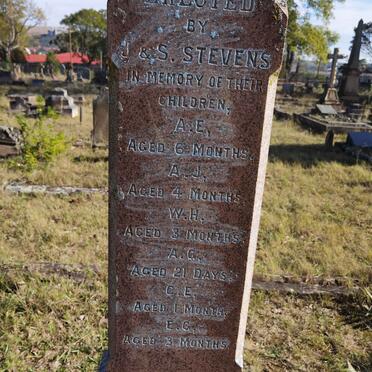 ERECTED
BY
J & S. STEVENS
IN MEMORY OF THEIR
CHILDREN,
A.E,
AGED 6 MONTHS.
A.J.
AGED 4 MONTHS
W.H.
AGED 3 MONTHS.
A.G.
AGED 21 DAYS.
C.E.
AGED 1 MONTH.
E.G.
AGED 3 MONTHS.